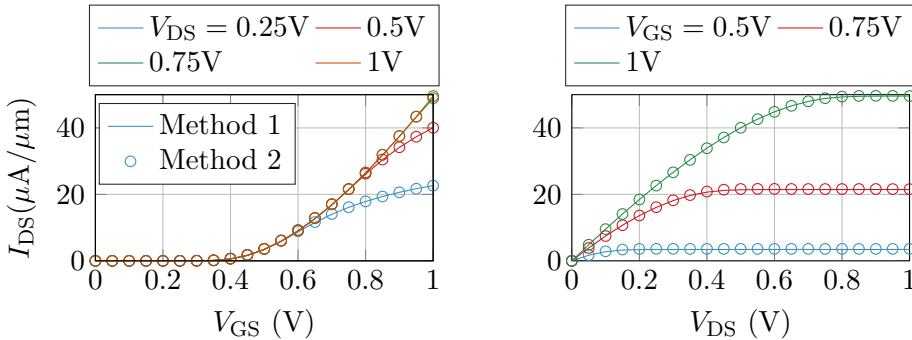 V_DS = 0.25V 0.5V
0.75V 1V
V_GS = 0.5V 0.75V
1V
Method 1
Method 2
I_DS(μA/μm)
40
20
0
0 0.2 0.4 0.6 0.8 1
V_GS (V)
40
20
0
0 0.2 0.4 0.6 0.8 1
V_DS (V)